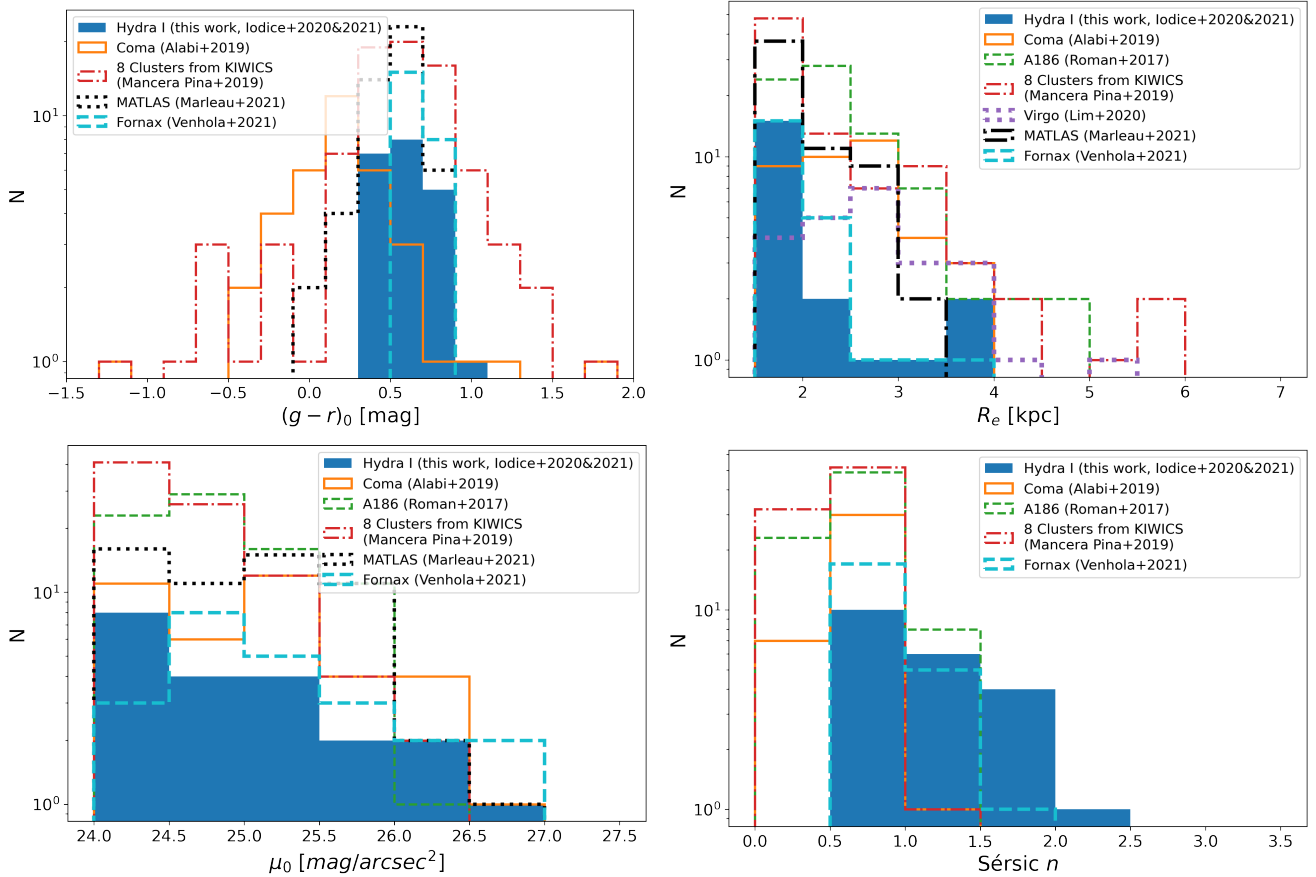 Hydra I (this work, Iodice+2020&2021)
Coma (Alabi+2019)
8 Clusters from KIWICS
(Mancera Pina+2019)
MATLAS (Marleau+2021)
Fornax (Venhola+2021)
10¹
10⁰
N
−1.5 −1.0 −0.5 0.0 0.5 1.0 1.5 2.0
(g − r)₀ [mag]
Hydra I (this work, Iodice+2020&2021)
Coma (Alabi+2019)
A186 (Roman+2017)
8 Clusters from KIWICS
(Mancera Pina+2019)
Virgo (Lim+2020)
MATLAS (Marleau+2021)
Fornax (Venhola+2021)
10¹
10⁰
N
2 3 4 5 6 7
Rₑ [kpc]
Hydra I (this work, Iodice+2020&2021)
Coma (Alabi+2019)
A186 (Roman+2017)
8 Clusters from KIWICS
(Mancera Pina+2019)
MATLAS (Marleau+2021)
Fornax (Venhola+2021)
10¹
10⁰
N
24.0 24.5 25.0 25.5 26.0 26.5 27.0 27.5
μ₀ [mag/arcsec²]
Hydra I (this work, Iodice+2020&2021)
Coma (Alabi+2019)
A186 (Roman+2017)
8 Clusters from KIWICS
(Mancera Pina+2019)
Fornax (Venhola+2021)
10¹
10⁰
N
0.0 0.5 1.0 1.5 2.0 2.5 3.0 3.5
Sérsic n